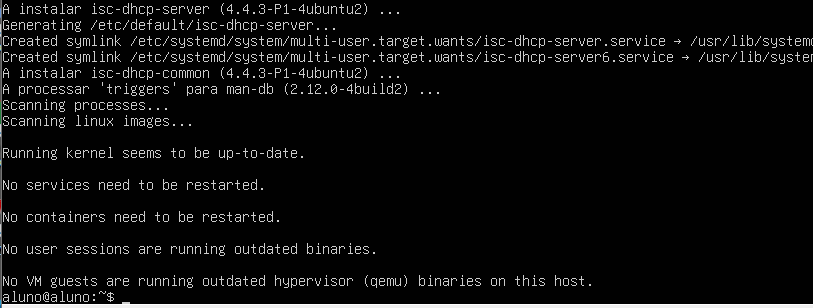 A instalar isc-dhcp-server (4.4.3-P1-4ubuntu2) ...
Generating /etc/default/isc-dhcp-server...
Created symlink /etc/systemd/system/multi-user.target.wants/isc-dhcp-server.service → /usr/lib/system
Created symlink /etc/systemd/system/multi-user.target.wants/isc-dhcp-server6.service → /usr/lib/syste
A instalar isc-dhcp-common (4.4.3-P1-4ubuntu2) ...
A processar 'triggers' para man-db (2.12.0-4build2) ...
Scanning processes...
Scanning linux images...
Running kernel seems to be up-to-date.
No services need to be restarted.
No containers need to be restarted.
No user sessions are running outdated binaries.
No VM guests are running outdated hypervisor (qemu) binaries on this host.
aluno@aluno:~$ _